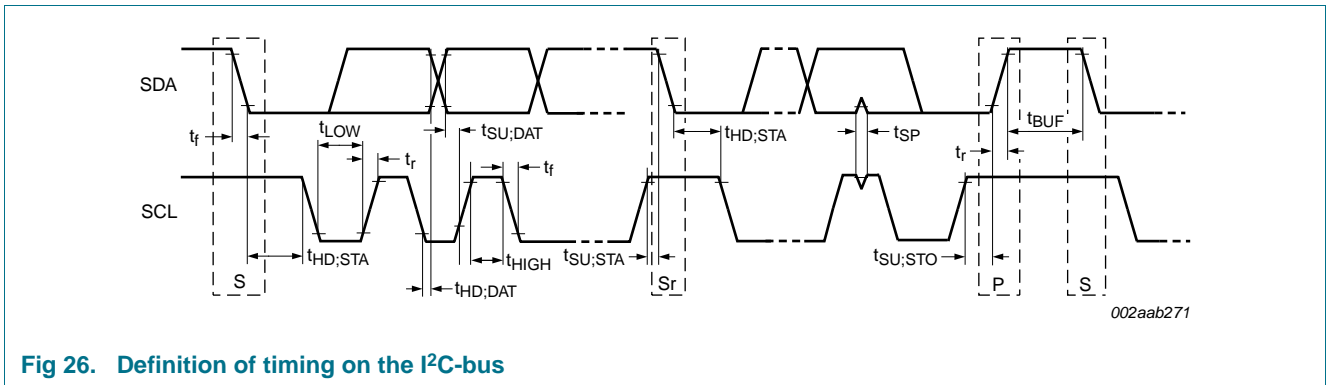 SDA
t_f
t_LOW
t_SU;DAT
t_HD;STA
t_SP
t_BUF
t_r
t_f
t_r
SCL
t_HD;STA
t_HIGH
t_SU;STA
t_SU;STO
S
t_HD;DAT
Sr
P
S
002aab271
Fig 26. Definition of timing on the I²C-bus